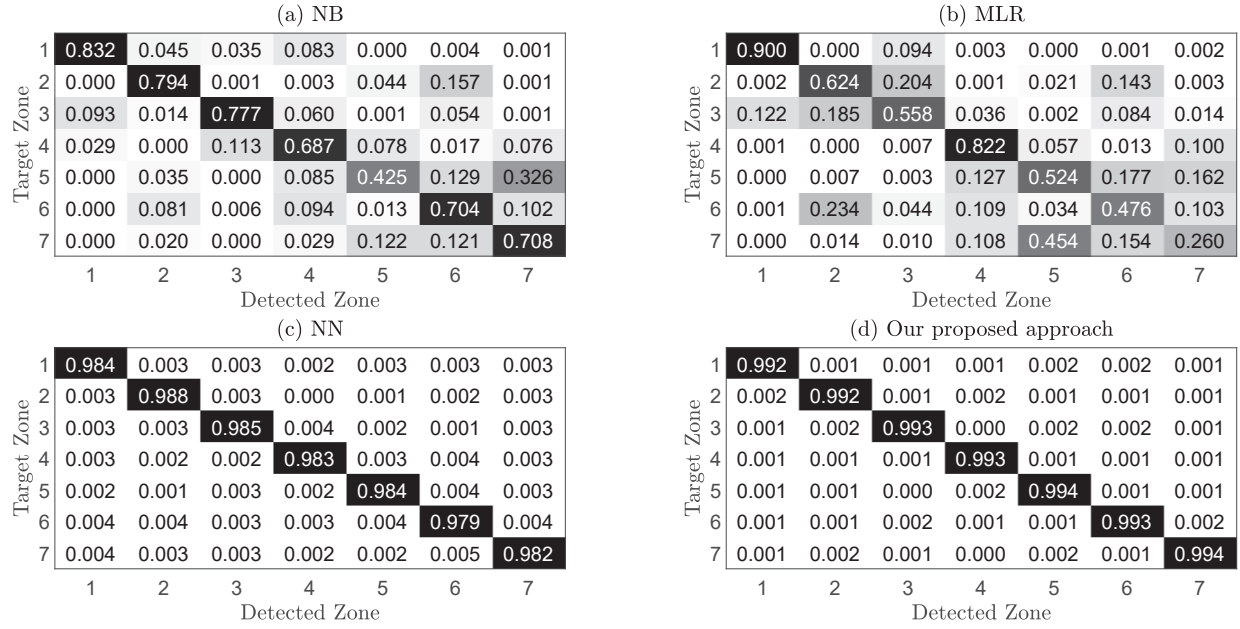 (a) NB
Target Zone
1 0.832 0.045 0.035 0.083 0.000 0.004 0.001
2 0.000 0.794 0.001 0.003 0.044 0.157 0.001
3 0.093 0.014 0.777 0.060 0.001 0.054 0.001
4 0.029 0.000 0.113 0.687 0.078 0.017 0.076
5 0.000 0.035 0.000 0.085 0.425 0.129 0.326
6 0.000 0.081 0.006 0.094 0.013 0.704 0.102
7 0.000 0.020 0.000 0.029 0.122 0.121 0.708
1 2 3 4 5 6 7
Detected Zone
(b) MLR
Target Zone
1 0.900 0.000 0.094 0.003 0.000 0.001 0.002
2 0.002 0.624 0.204 0.001 0.021 0.143 0.003
3 0.122 0.185 0.558 0.036 0.002 0.084 0.014
4 0.001 0.000 0.007 0.822 0.057 0.013 0.100
5 0.000 0.007 0.003 0.127 0.524 0.177 0.162
6 0.001 0.234 0.044 0.109 0.034 0.476 0.103
7 0.000 0.014 0.010 0.108 0.454 0.154 0.260
1 2 3 4 5 6 7
Detected Zone
(c) NN
Target Zone
1 0.984 0.003 0.003 0.002 0.003 0.003 0.003
2 0.003 0.988 0.003 0.000 0.001 0.002 0.003
3 0.003 0.003 0.985 0.004 0.002 0.001 0.003
4 0.003 0.002 0.002 0.983 0.003 0.004 0.003
5 0.002 0.001 0.003 0.002 0.984 0.004 0.003
6 0.004 0.004 0.003 0.003 0.004 0.979 0.004
7 0.004 0.003 0.003 0.002 0.002 0.005 0.982
1 2 3 4 5 6 7
Detected Zone
(d) Our proposed approach
Target Zone
1 0.992 0.001 0.001 0.001 0.002 0.002 0.001
2 0.002 0.992 0.001 0.002 0.001 0.001 0.001
3 0.001 0.002 0.993 0.000 0.002 0.002 0.001
4 0.001 0.001 0.001 0.993 0.001 0.001 0.001
5 0.001 0.001 0.000 0.002 0.994 0.001 0.001
6 0.001 0.001 0.002 0.001 0.001 0.993 0.002
7 0.001 0.002 0.001 0.000 0.002 0.001 0.994
1 2 3 4 5 6 7
Detected Zone